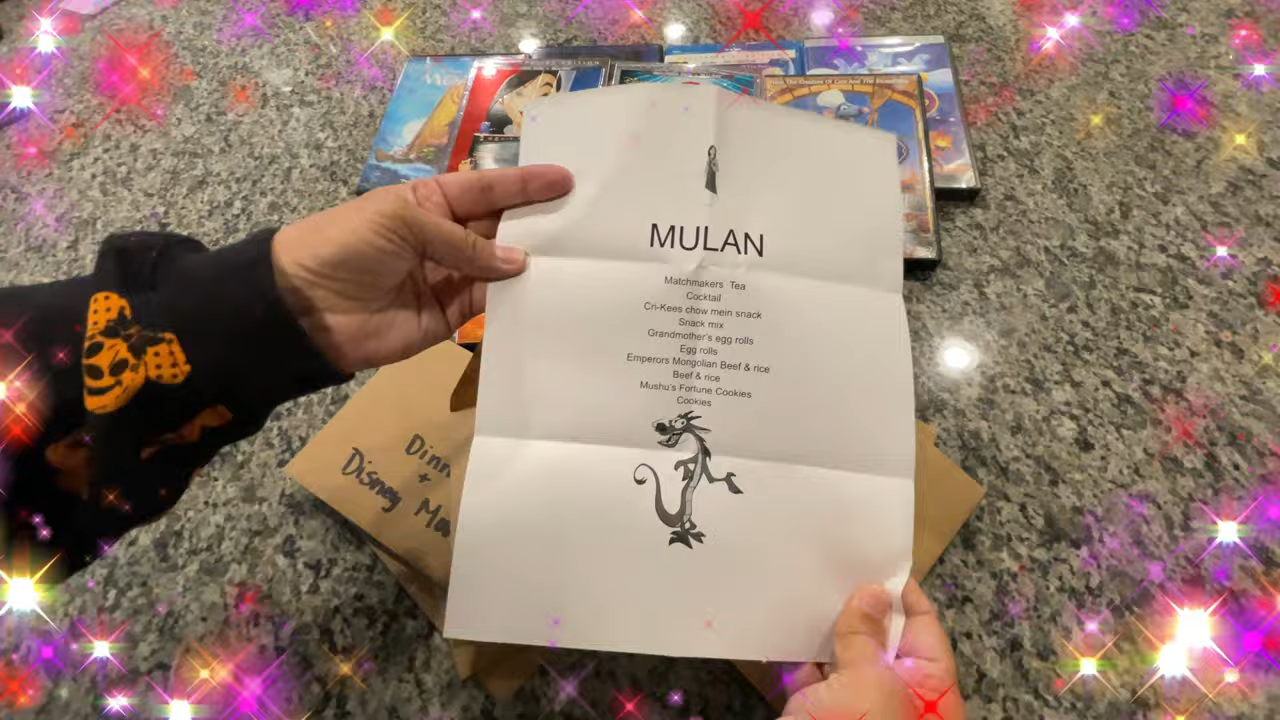 MULAN
Matchmakers Tea
Cocktail
Cri-Kees chow mein snack
Snack mix
Grandmother's egg rolls
Egg rolls
Emperors Mongolian Beef & rice
Beef & rice
Mushu's Fortune Cookies
Cookies
+
Disney